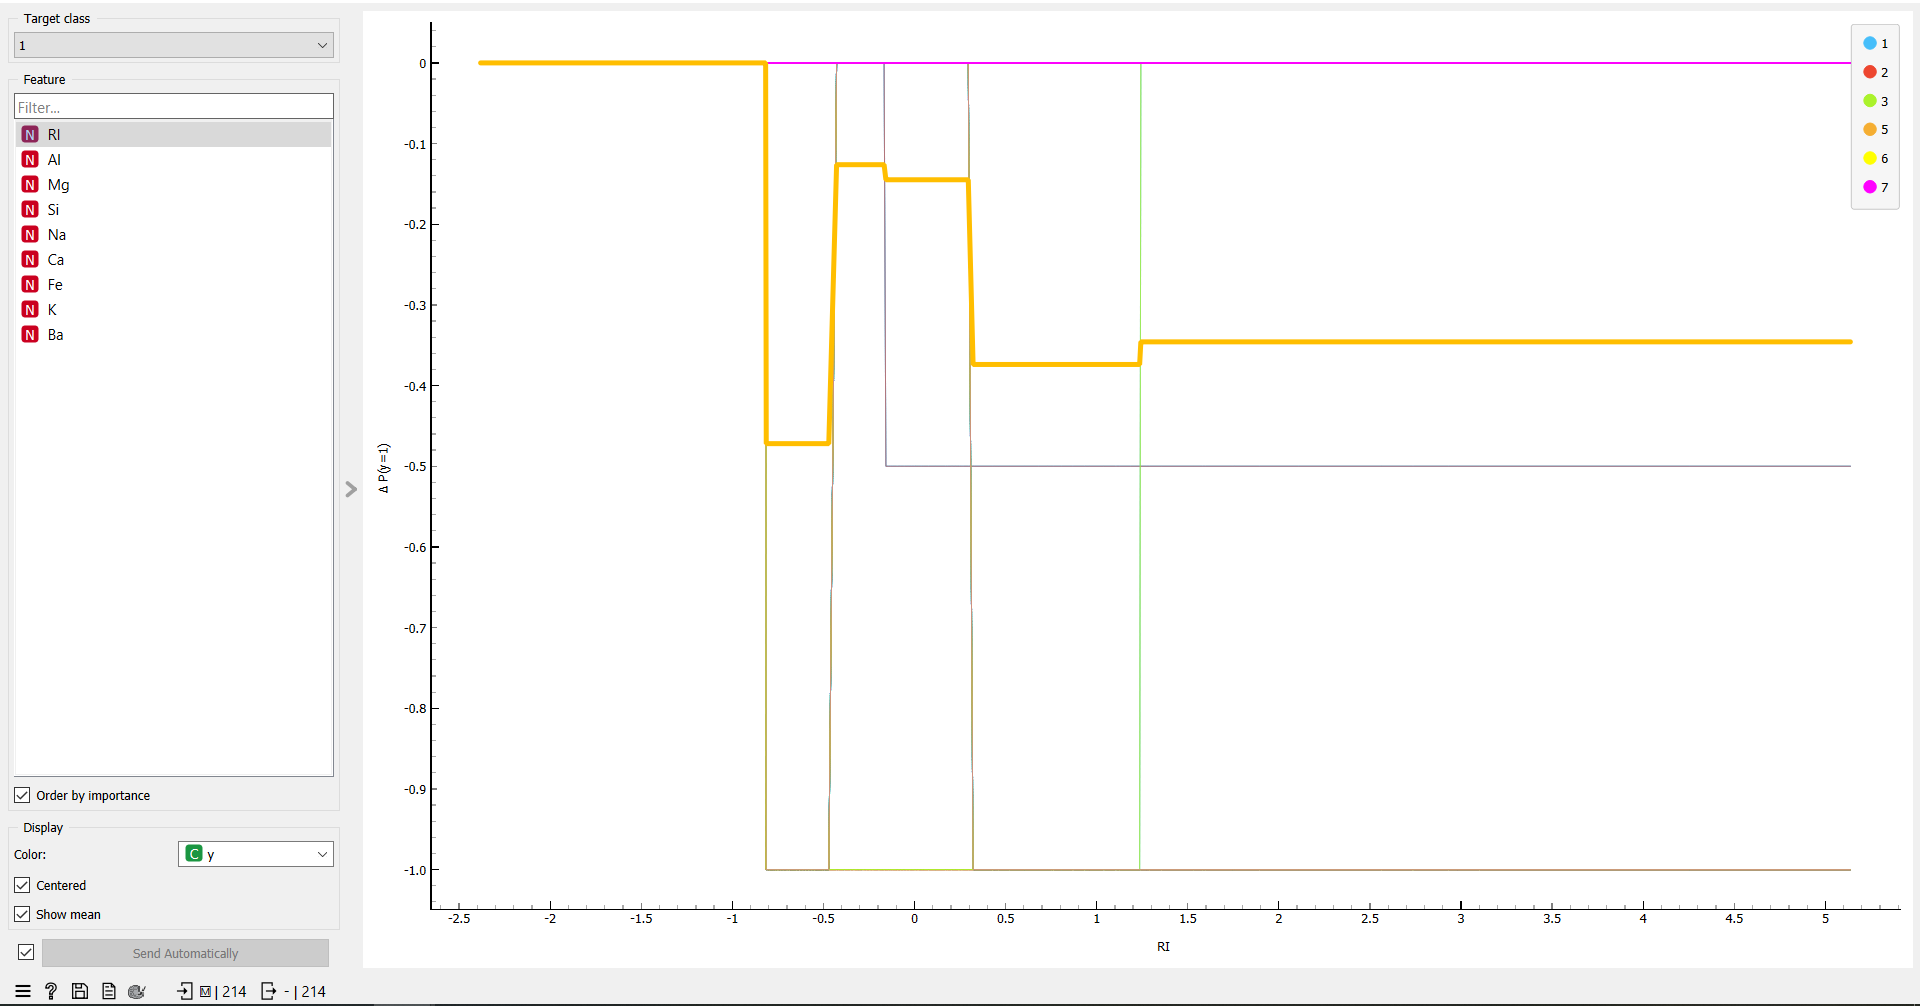 Target class
1
Feature
Filter...
N RI
N Al
N Mg
N Si
N Na
N Ca
N Fe
N K
N Ba
Order by importance
Display
Color:
C y
Centered
Show mean
Send Automatically
? M | 214 - | 214
0
-0.1
-0.2
-0.3
-0.4
-0.5
-0.6
-0.7
-0.8
-0.9
-1.0
Δ P(y=1)
-2.5 -2 -1.5 -1 -0.5 0 0.5 1 1.5 2 2.5 3 3.5 4 4.5 5
RI
1
2
3
5
6
7